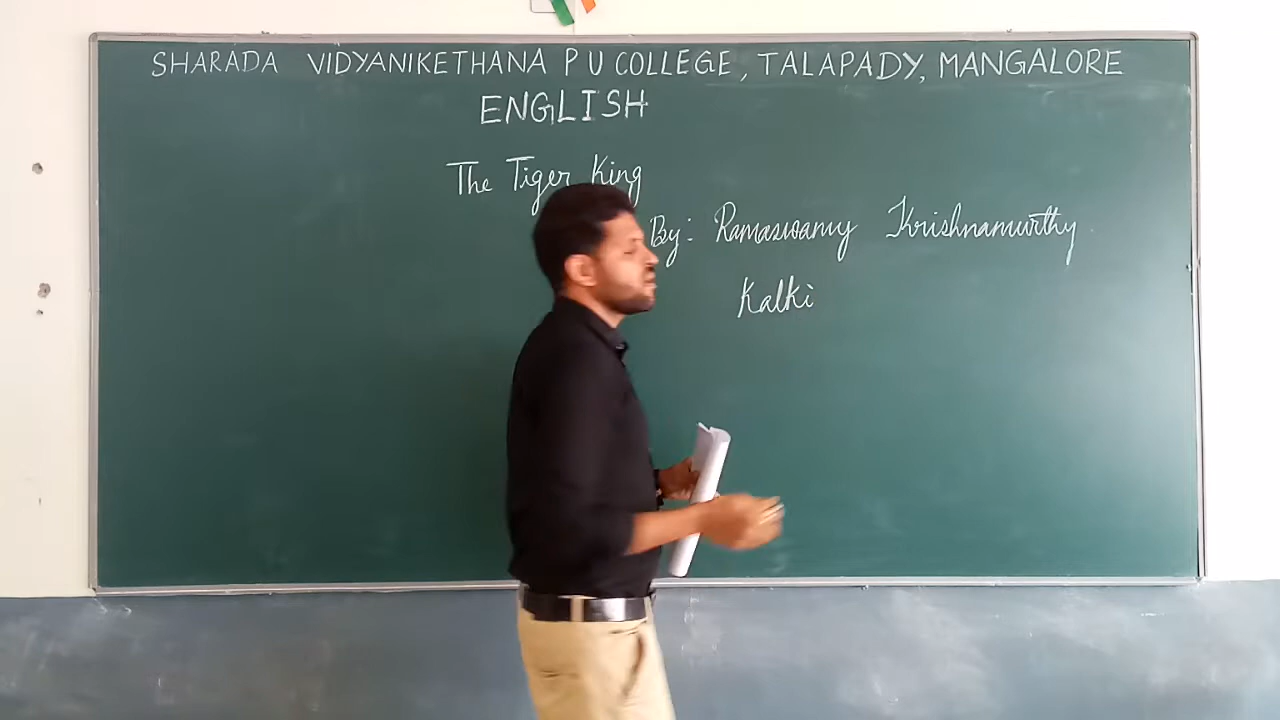 SHARADA VIDYANIKETHANA P U COLLEGE, TALAPADY, MANGALORE
ENGLISH
The Tiger King
By: Ramaswamy Krishnamurthy
Kalki